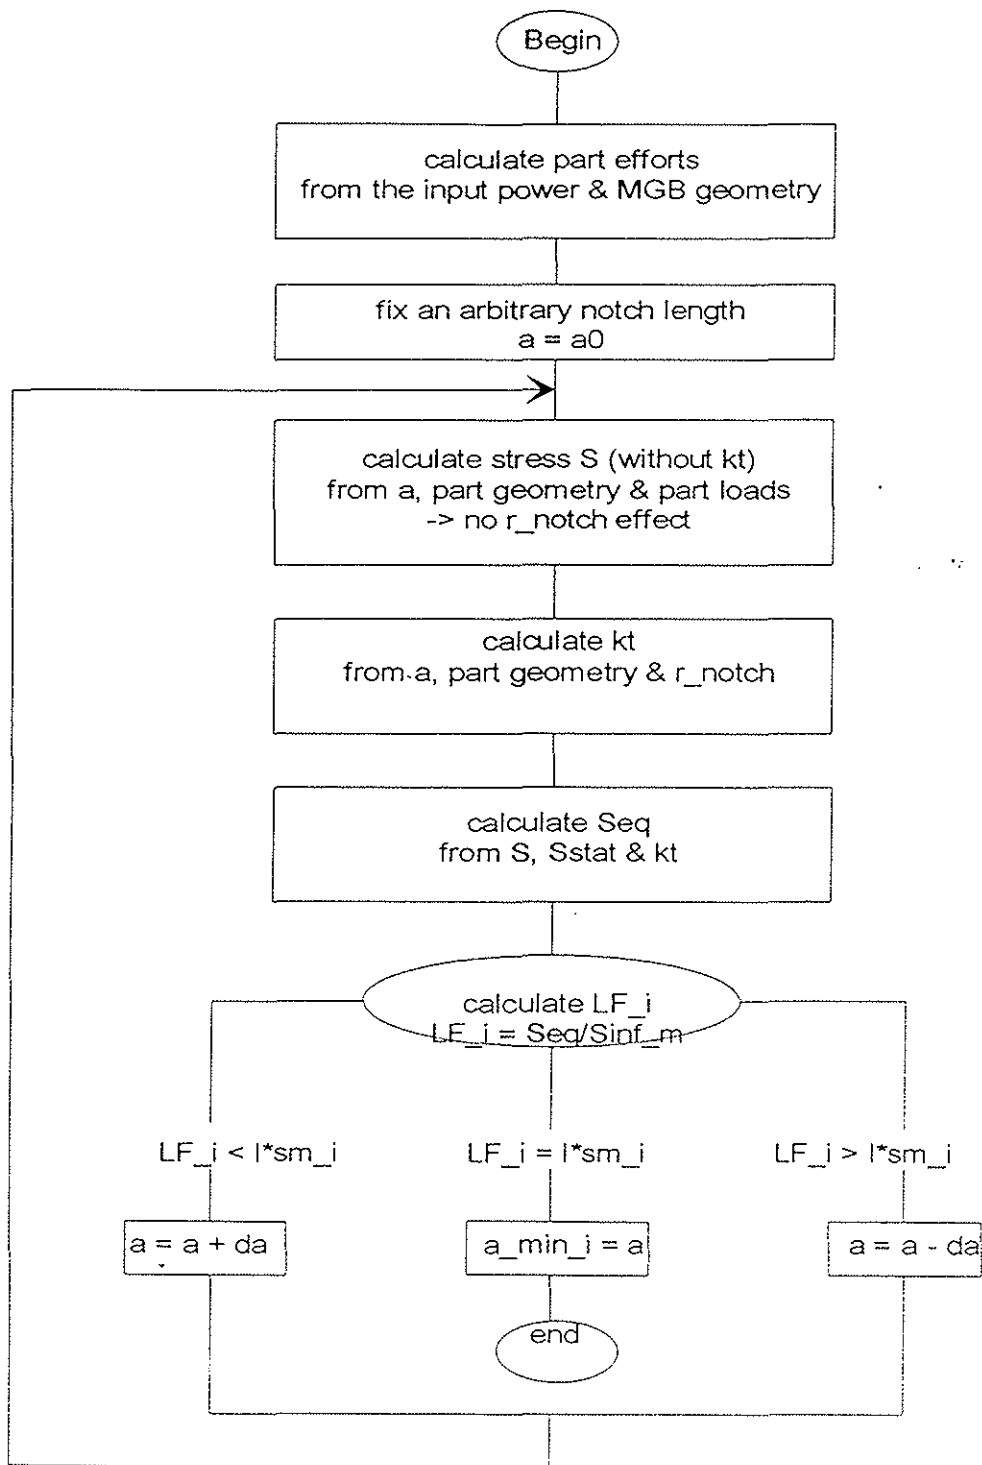 Begin
calculate part efforts
from the input power & MGB geometry
fix an arbitrary notch length
a = a0
calculate stress S (without kt)
from a, part geometry & part loads
-> no r_notch effect
calculate kt
from a, part geometry & r_notch
calculate Seq
from S, Sstat & kt
calculate LF_i
LF_i = Seq/Sinf_m
LF_i < l*sm_i
LF_i = l*sm_i
LF_i > l*sm_i
a = a + da
a_min_i = a
a = a - da
end